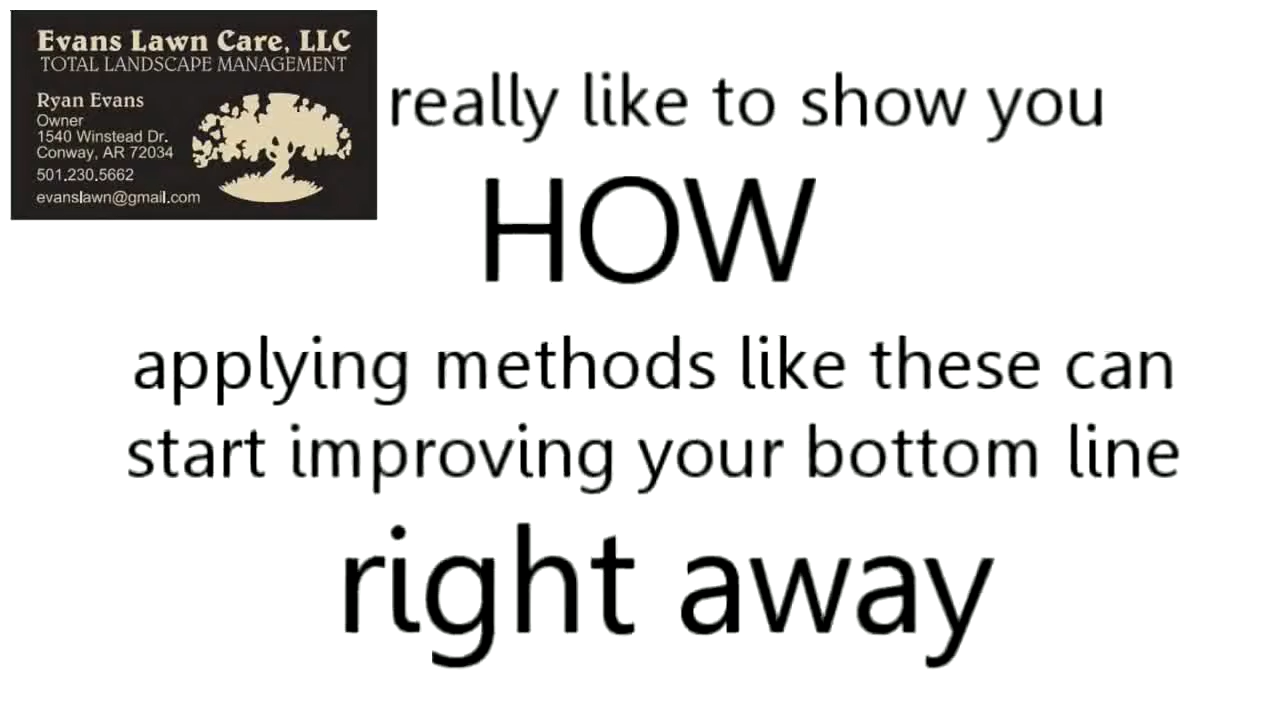 Evans Lawn Care, LLC
TOTAL LANDSCAPE MANAGEMENT
Ryan Evans
Owner
1540 Winstead Dr.
Conway, AR 72034
501.230.5662
evanslawn@gmail.com
really like to show you
HOW
applying methods like these can
start improving your bottom line
right away